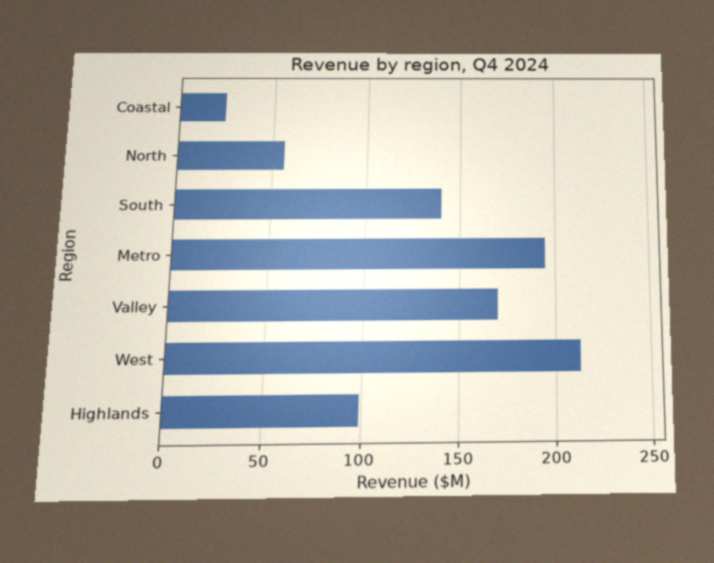 Revenue by region, Q4 2024
Region
Coastal
North
South
Metro
Valley
West
Highlands
0 50 100 150 200 250
Revenue ($M)